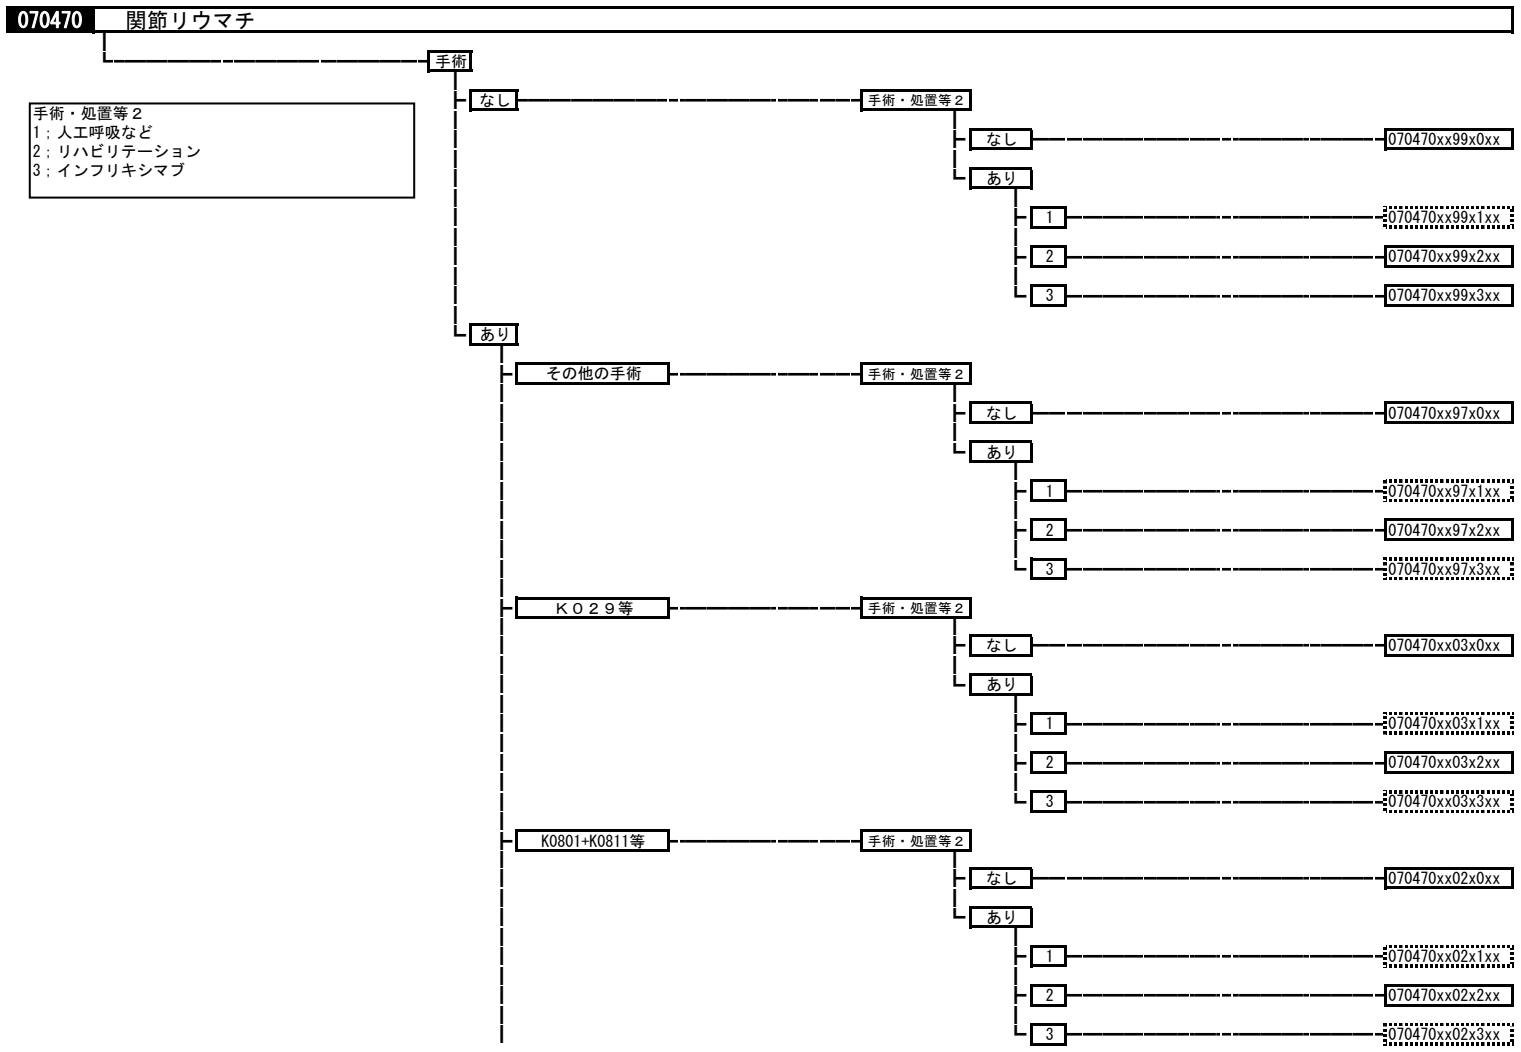 070470 関節リウマチ
手術
なし 手術・処置等２
手術・処置等２
1；人工呼吸など
2；リハビリテーション
3；インフリキシマブ
なし 070470xx99x0xx
あり
1 070470xx99x1xx
2 070470xx99x2xx
3 070470xx99x3xx
あり
その他の手術 手術・処置等２
なし 070470xx97x0xx
あり
1 070470xx97x1xx
2 070470xx97x2xx
3 070470xx97x3xx
Ｋ０２９等 手術・処置等２
なし 070470xx03x0xx
あり
1 070470xx03x1xx
2 070470xx03x2xx
3 070470xx03x3xx
K0801+K0811等 手術・処置等２
なし 070470xx02x0xx
あり
1 070470xx02x1xx
2 070470xx02x2xx
3 070470xx02x3xx